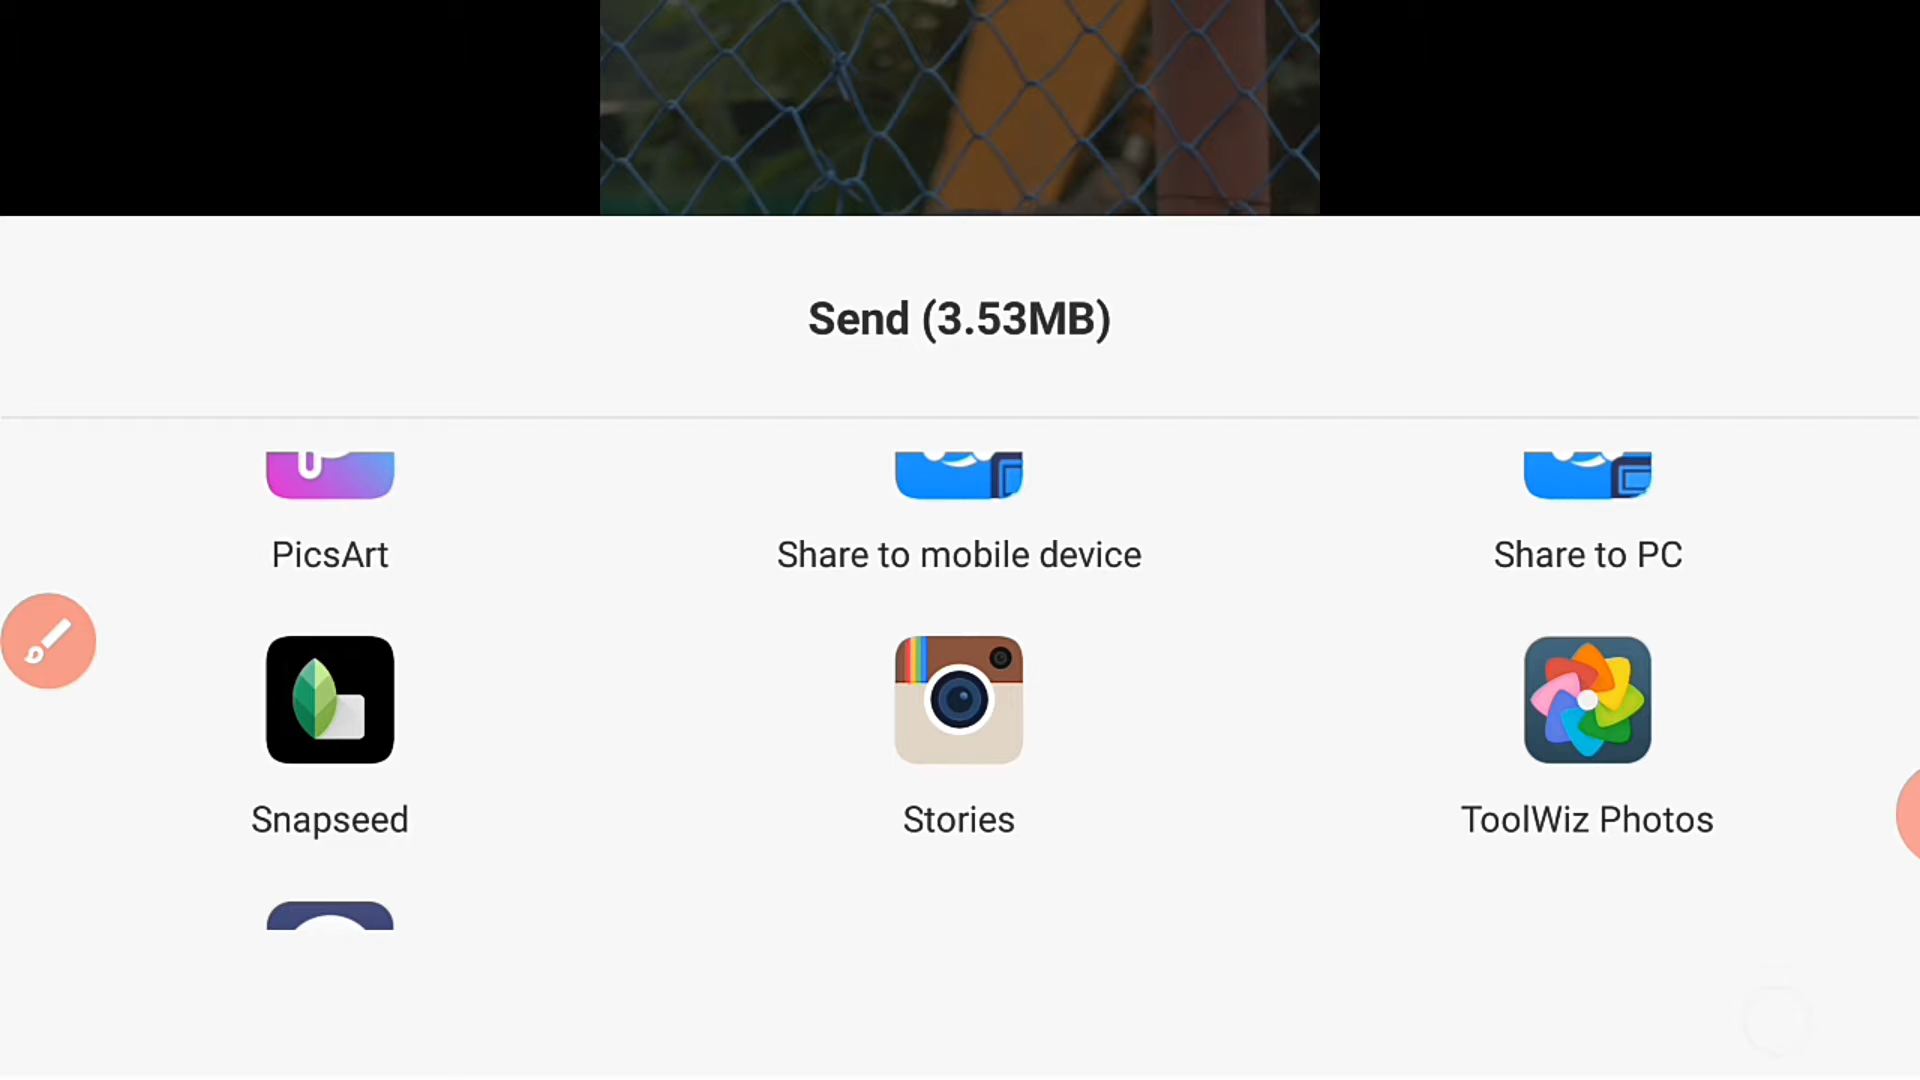 Send (3.53MB)
PicsArt
Share to mobile device
Share to PC
Snapseed
Stories
ToolWiz Photos